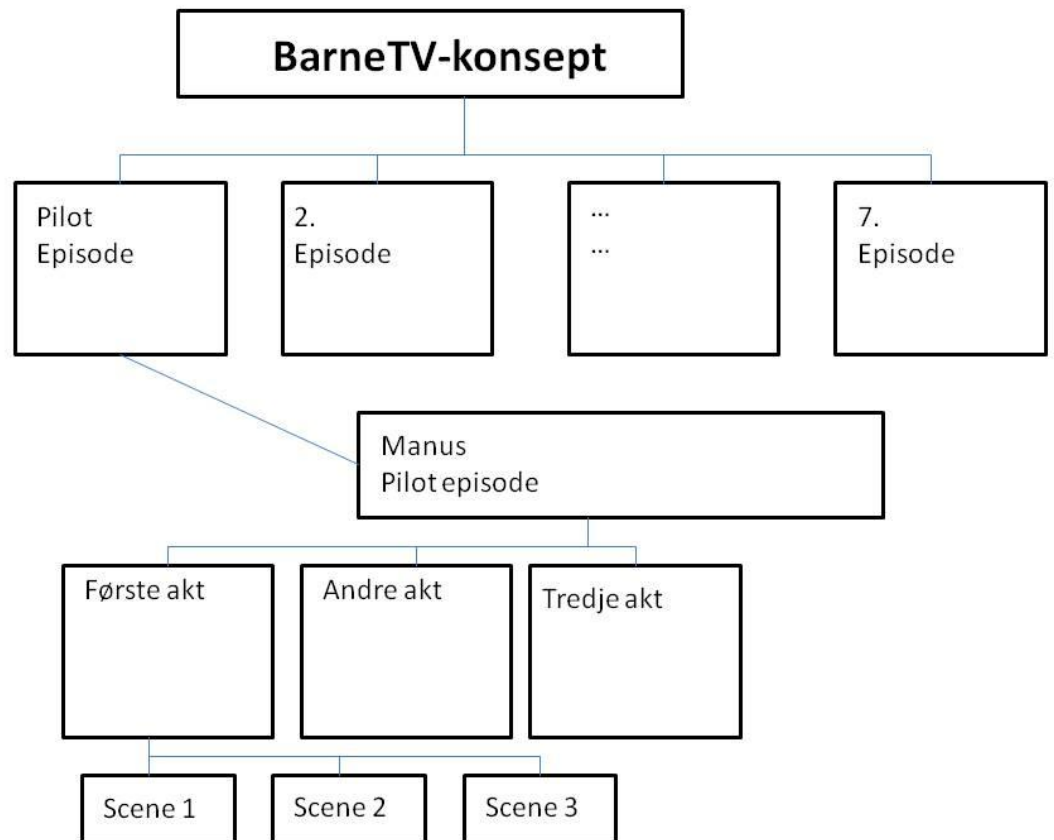 BarneTV-konsept
Pilot
Episode
2.
Episode
...
...
7.
Episode
Manus
Pilot episode
Første akt
Andre akt
Tredje akt
Scene 1
Scene 2
Scene 3